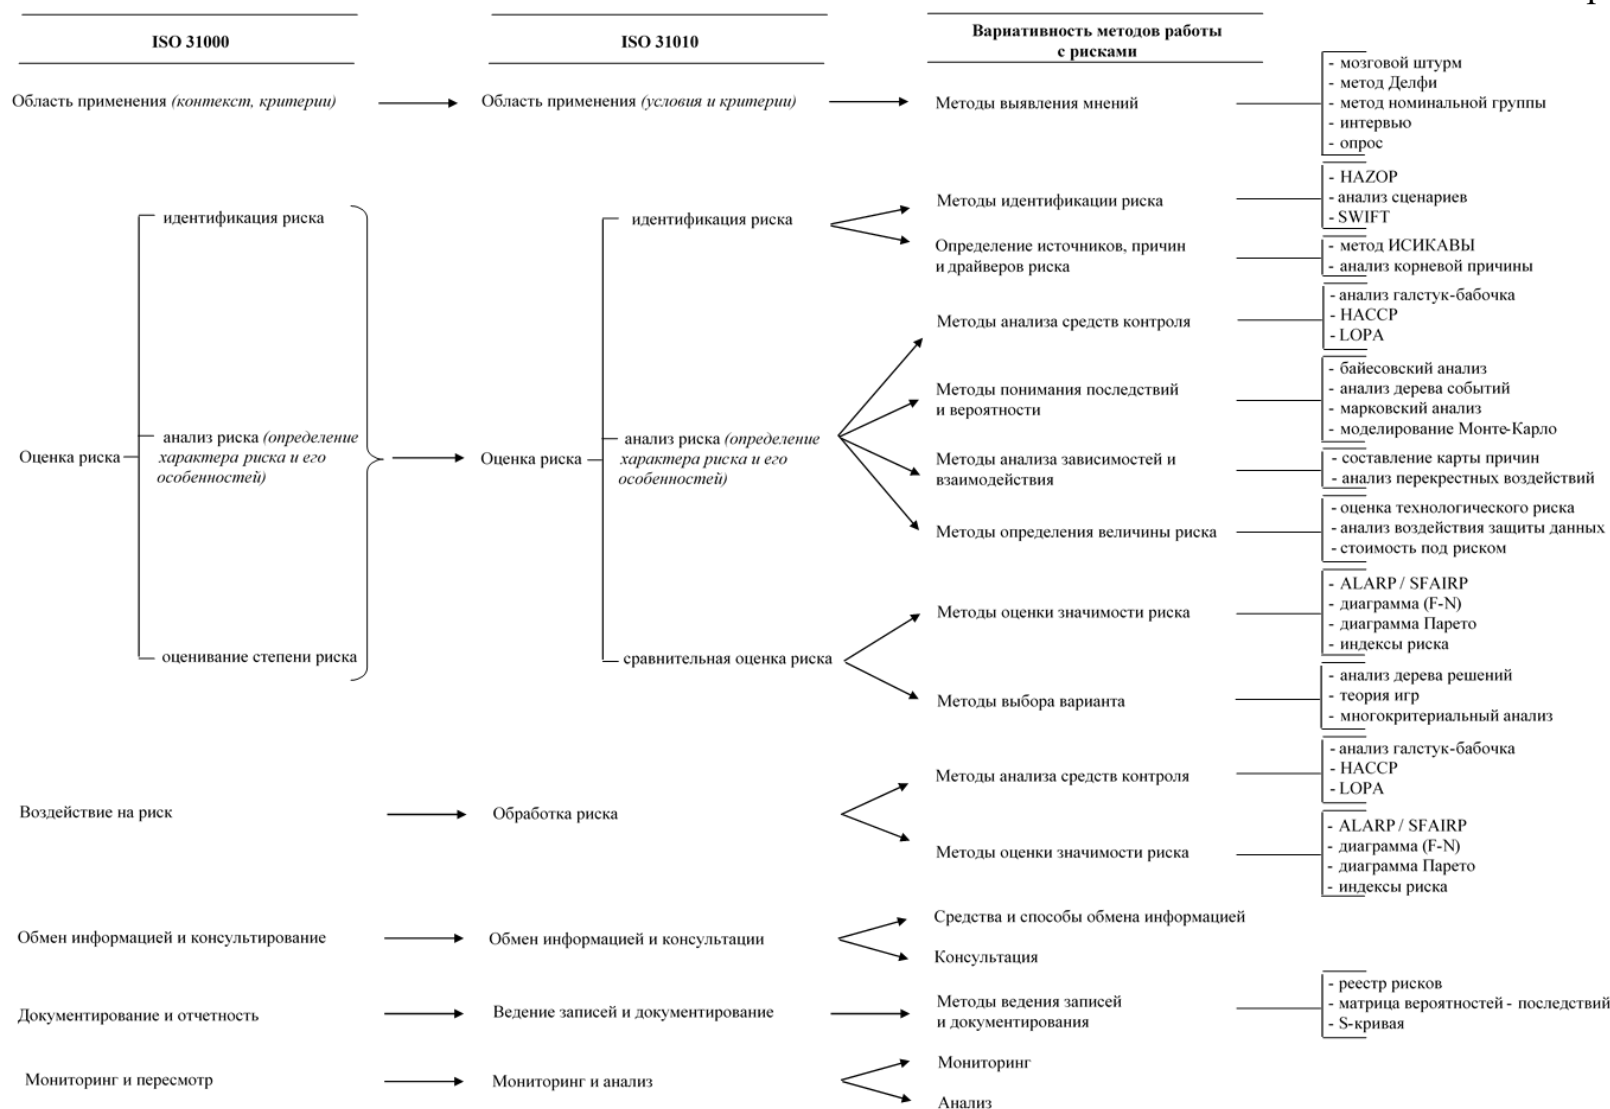 ISO 31000
ISO 31010
Вариативность методов работы
с рисками
Область применения (контекст, критерии)
Область применения (условия и критерии)
Методы выявления мнений
- мозговой штурм
- метод Делфи
- метод номинальной группы
- интервью
- опрос
Оценка риска
идентификация риска
анализ риска (определение
характера риска и его
особенностей)
оценивание степени риска
Оценка риска
идентификация риска
анализ риска (определение
характера риска и его
особенностей)
сравнительная оценка риска
Методы идентификации риска
- HAZOP
- анализ сценариев
- SWIFT
Определение источников, причин
и драйверов риска
- метод ИСИКАВЫ
- анализ корневой причины
Методы анализа средств контроля
- анализ галстук-бабочка
- HACCP
- LOPA
Методы понимания последствий
и вероятности
- байесовский анализ
- анализ дерева событий
- марковский анализ
- моделирование Монте-Карло
Методы анализа зависимостей и
взаимодействия
- составление карты причин
- анализ перекрестных воздействий
Методы определения величины риска
- оценка технологического риска
- анализ воздействия защиты данных
- стоимость под риском
Методы оценки значимости риска
- ALARP / SFAIRP
- диаграмма (F-N)
- диаграмма Парето
- индексы риска
Методы выбора варианта
- анализ дерева решений
- теория игр
- многокритериальный анализ
Воздействие на риск
Обработка риска
Методы анализа средств контроля
- анализ галстук-бабочка
- HACCP
- LOPA
Методы оценки значимости риска
- ALARP / SFAIRP
- диаграмма (F-N)
- диаграмма Парето
- индексы риска
Обмен информацией и консультирование
Обмен информацией и консультации
Средства и способы обмена информацией
Консультация
Документирование и отчетность
Ведение записей и документирование
Методы ведения записей
и документирования
- реестр рисков
- матрица вероятностей - последствий
- S-кривая
Мониторинг и пересмотр
Мониторинг и анализ
Мониторинг
Анализ